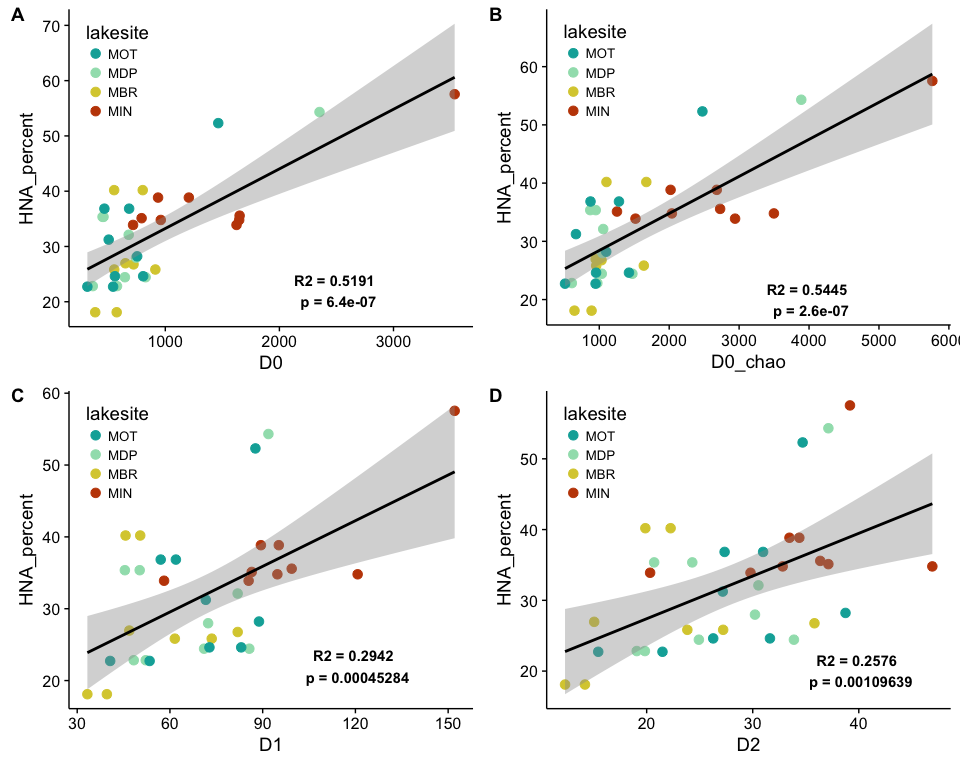 A
lakesite
MOT
MDP
MBR
MIN
HNA_percent
70
60
50
40
30
20
R2 = 0.5191
p = 6.4e-07
1000
2000
3000
D0
B
lakesite
MOT
MDP
MBR
MIN
HNA_percent
60
50
40
30
20
R2 = 0.5445
p = 2.6e-07
1000
2000
3000
4000
5000
6000
D0_chao
C
lakesite
MOT
MDP
MBR
MIN
HNA_percent
60
50
40
30
20
R2 = 0.2942
p = 0.00045284
30
60
90
120
150
D1
D
lakesite
MOT
MDP
MBR
MIN
HNA_percent
50
40
30
20
R2 = 0.2576
p = 0.00109639
20
30
40
D2